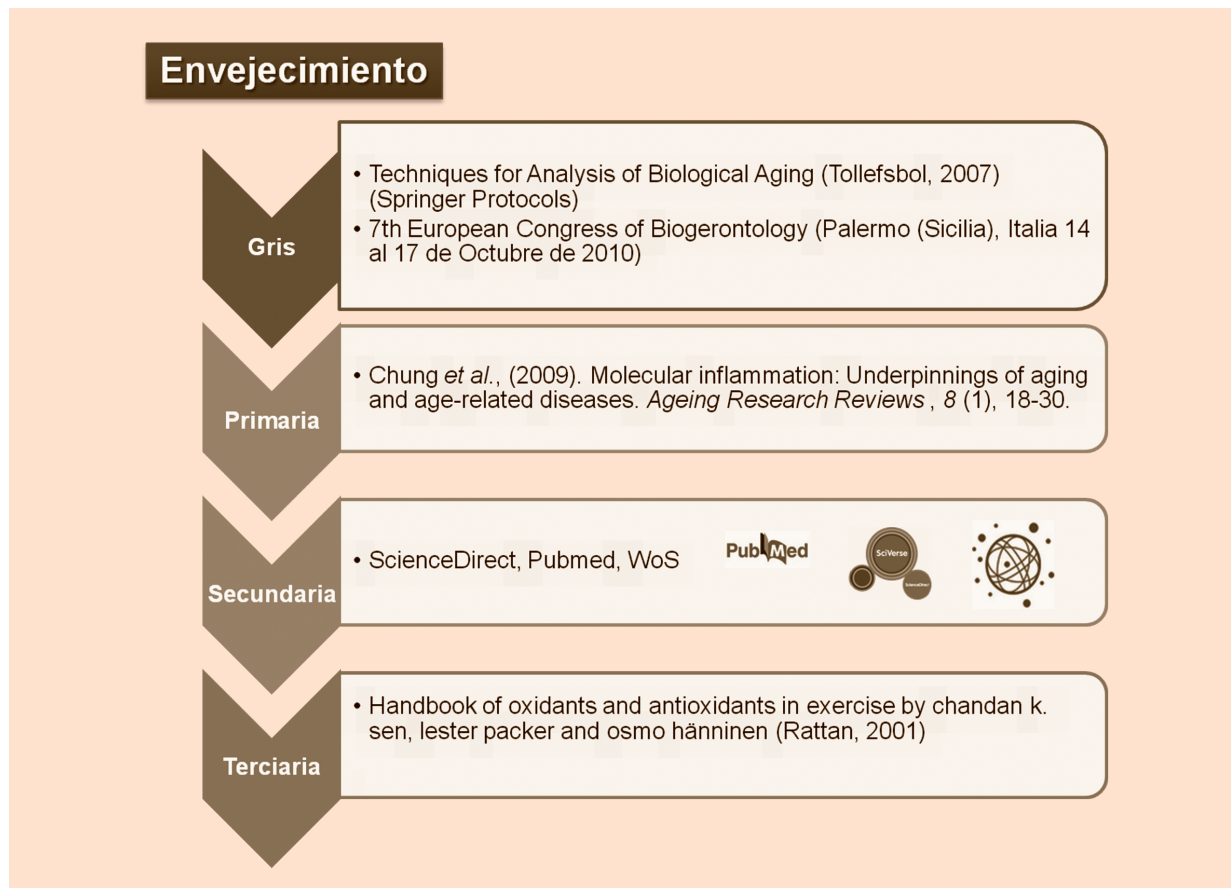 Envejecimiento
Gris
• Techniques for Analysis of Biological Aging (Tollefsbol, 2007)
(Springer Protocols)
• 7th European Congress of Biogerontology (Palermo (Sicilia), Italia 14
al 17 de Octubre de 2010)
Primaria
• Chung et al., (2009). Molecular inflammation: Underpinnings of aging
and age-related diseases. Ageing Research Reviews , 8 (1), 18-30.
Secundaria
• ScienceDirect, Pubmed, WoS
PubMed
SciVerse
ScienceDirect
Terciaria
• Handbook of oxidants and antioxidants in exercise by chandan k.
sen, lester packer and osmo hänninen (Rattan, 2001)